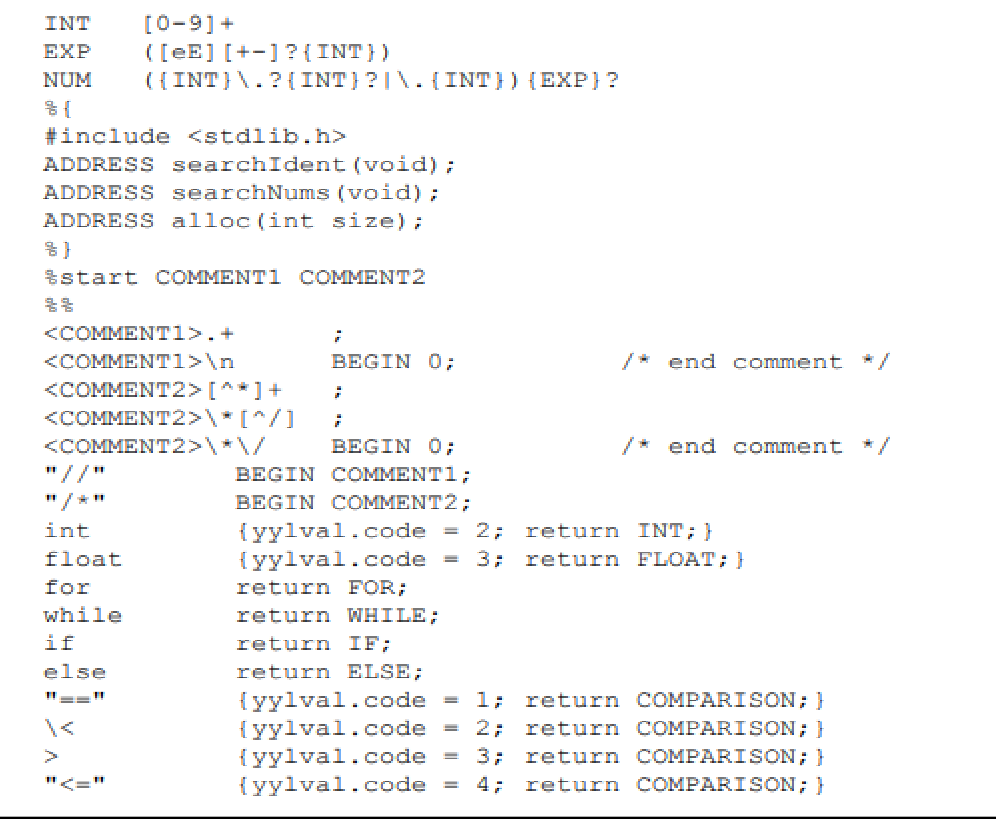 INT    [0-9]+
EXP    ([eE][+-]?{INT})
NUM    ({INT}\.?{INT}?|\.{INT}){EXP}?
%{
#include <stdlib.h>
ADDRESS searchIdent(void);
ADDRESS searchNums(void);
ADDRESS alloc(int size);
%}
%start COMMENT1 COMMENT2
%%
<COMMENT1>.+      ;
<COMMENT1>\n      BEGIN 0;          /* end comment */
<COMMENT2>[^*]+   ;
<COMMENT2>\*[^/]  ;
<COMMENT2>\*\/    BEGIN 0;          /* end comment */
"//"        BEGIN COMMENT1;
"/*"        BEGIN COMMENT2;
int         {yylval.code = 2; return INT;}
float       {yylval.code = 3; return FLOAT;}
for         return FOR;
while       return WHILE;
if          return IF;
else        return ELSE;
"=="        {yylval.code = 1; return COMPARISON;}
\<          {yylval.code = 2; return COMPARISON;}
>           {yylval.code = 3; return COMPARISON;}
"<="        {yylval.code = 4; return COMPARISON;}